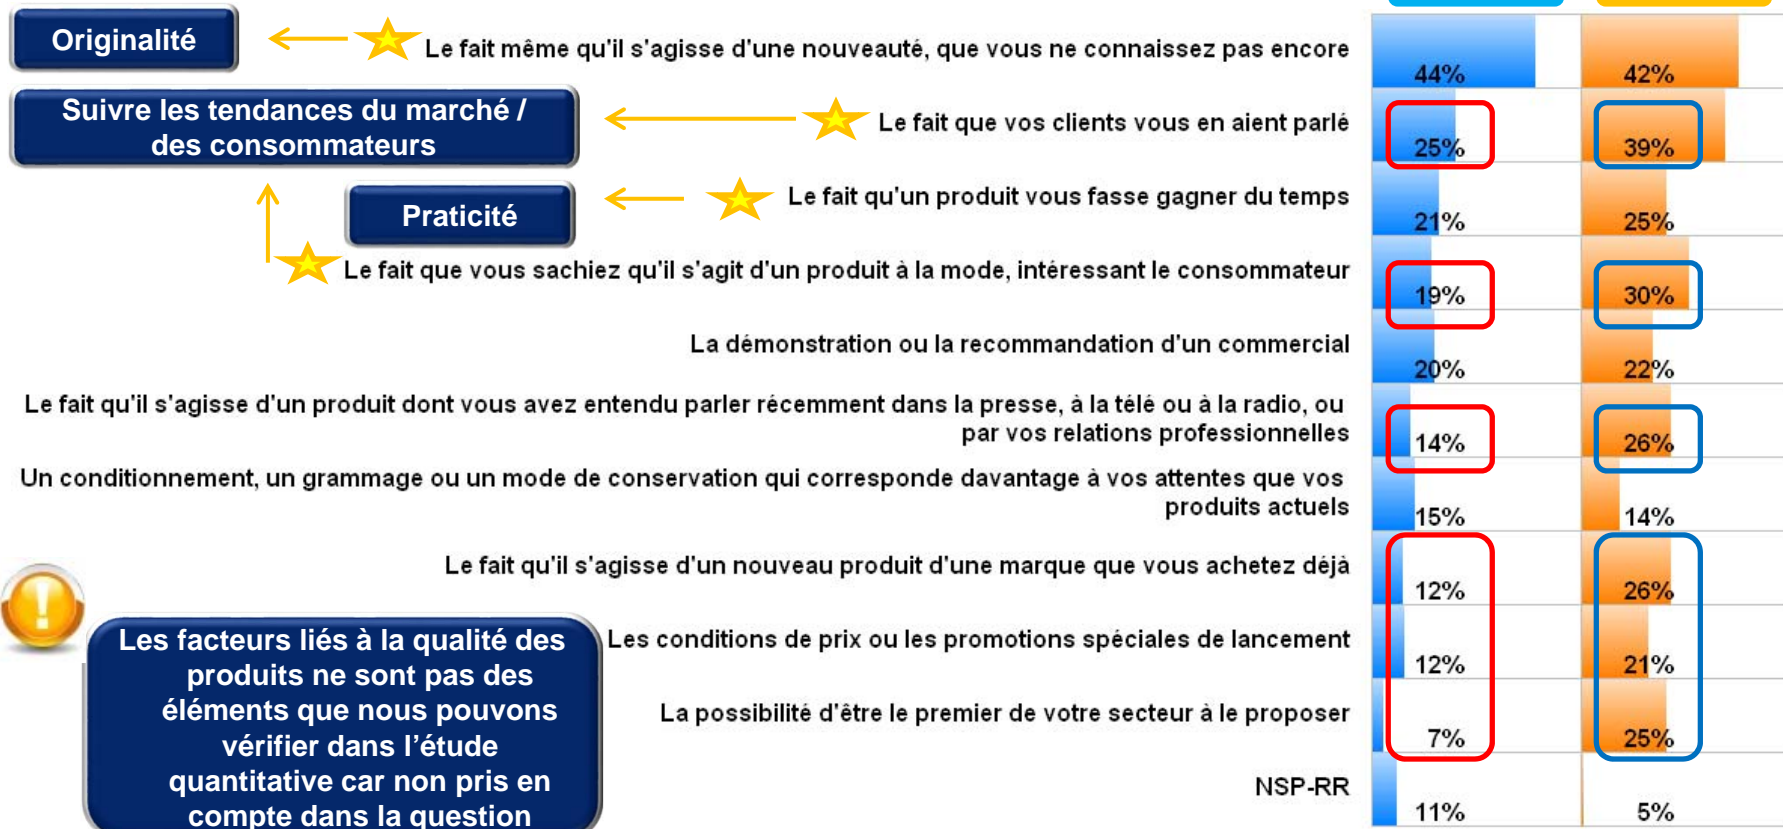 Originalité
Le fait même qu'il s'agisse d'une nouveauté, que vous ne connaissez pas encore
44%
42%
Suivre les tendances du marché /
des consommateurs
Le fait que vos clients vous en aient parlé
25%
39%
Praticité
Le fait qu'un produit vous fasse gagner du temps
21%
25%
Le fait que vous sachiez qu'il s'agit d'un produit à la mode, intéressant le consommateur
19%
30%
La démonstration ou la recommandation d'un commercial
20%
22%
Le fait qu'il s'agisse d'un produit dont vous avez entendu parler récemment dans la presse, à la télé ou à la radio, ou
par vos relations professionnelles
14%
26%
Un conditionnement, un grammage ou un mode de conservation qui corresponde davantage à vos attentes que vos
produits actuels
15%
14%
Le fait qu'il s'agisse d'un nouveau produit d'une marque que vous achetez déjà
12%
26%
Les conditions de prix ou les promotions spéciales de lancement
12%
21%
La possibilité d'être le premier de votre secteur à le proposer
7%
25%
NSP-RR
11%
5%
Les facteurs liés à la qualité des
produits ne sont pas des
éléments que nous pouvons
vérifier dans l'étude
quantitative car non pris en
compte dans la question